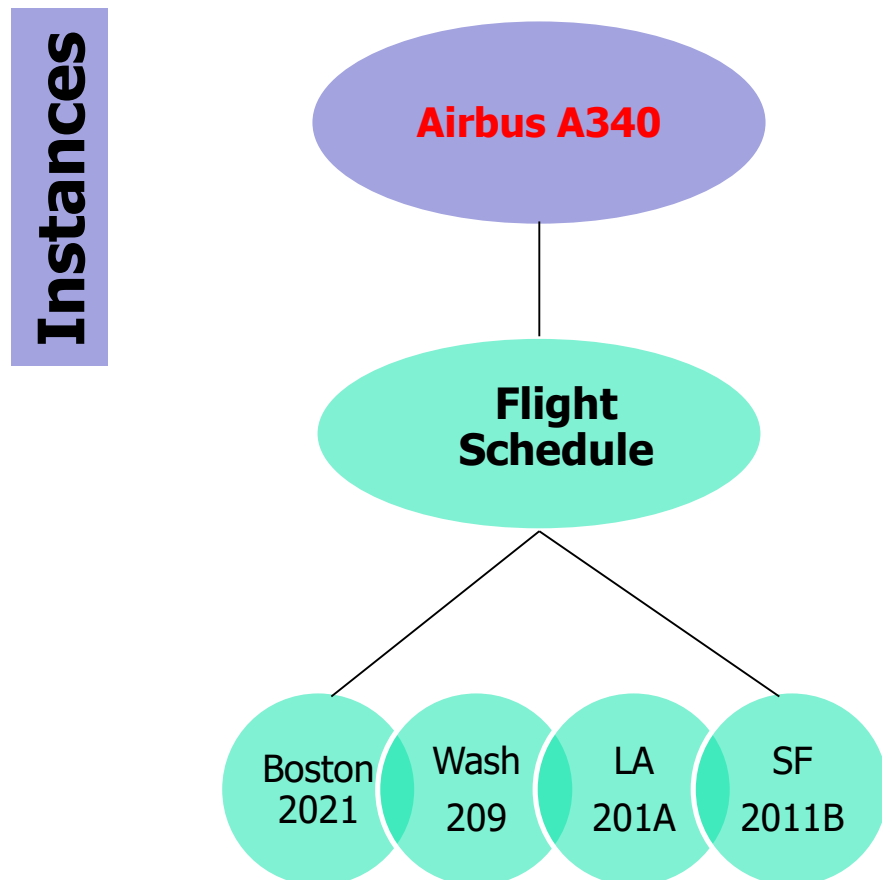 Instances
Airbus A340
Flight
Schedule
Boston
2021
Wash
209
LA
201A
SF
2011B